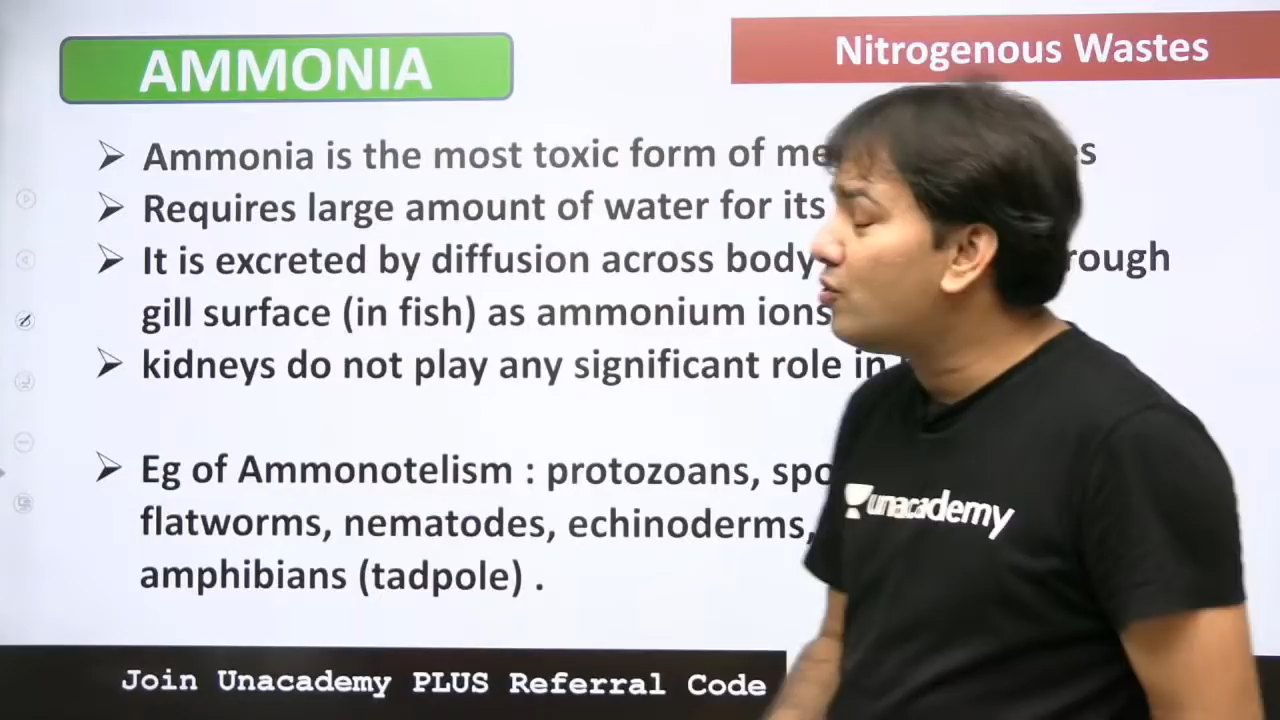 AMMONIA
Nitrogenous Wastes
➢ Ammonia is the most toxic form of
➢ Requires large amount of water for its
➢ It is excreted by diffusion across body
gill surface (in fish) as ammonium ions
➢ kidneys do not play any significant role in
➢ Eg of Ammonotelism : protozoans,
flatworms, nematodes, echinoderms,
amphibians (tadpole) .
unacademy
Join Unacademy PLUS Referral Code